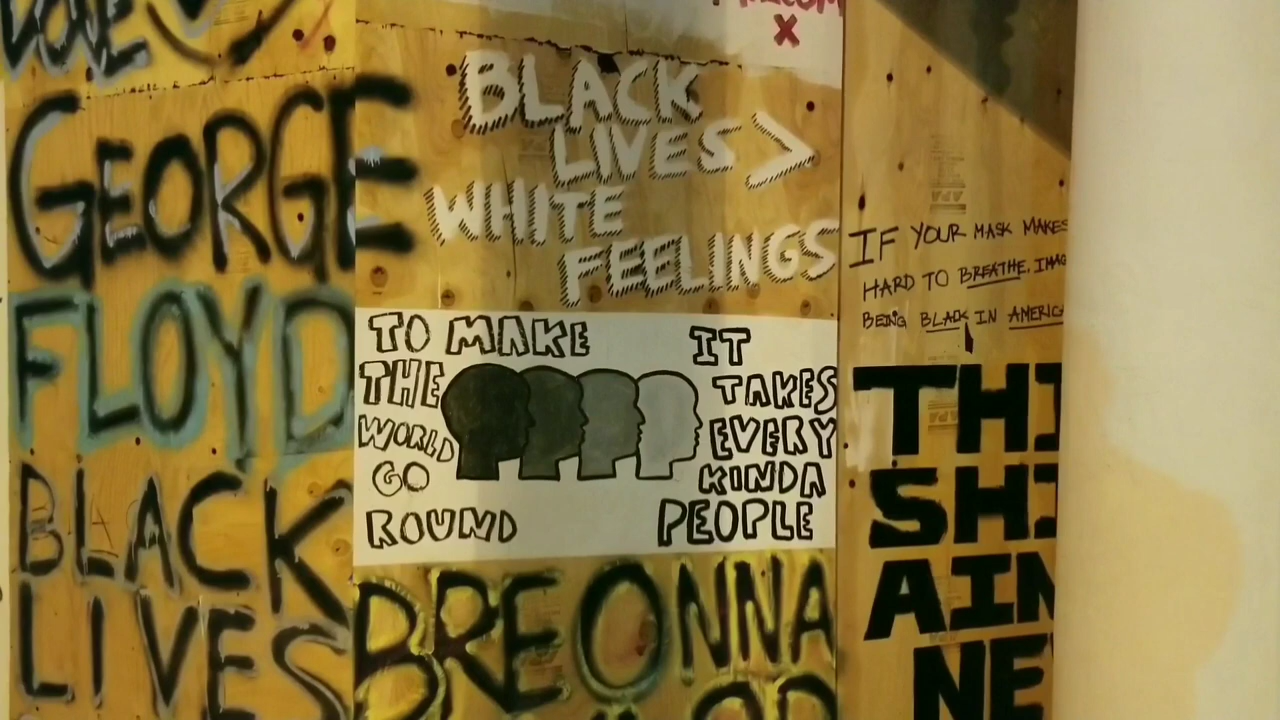 LOVE
GEORGE
FLOYD
BLACK
LIVES
X
BLACK
LIVES >
WHITE
FEELINGS
TO MAKE
THE
WORLD
GO
ROUND
IT
TAKES
EVERY
KINDA
PEOPLE
BREONNA
IF YOUR MASK MAKES
HARD TO BREATHE, IMAG
BEING BLACK IN AMERICA
THI
SHI
AIN
NE